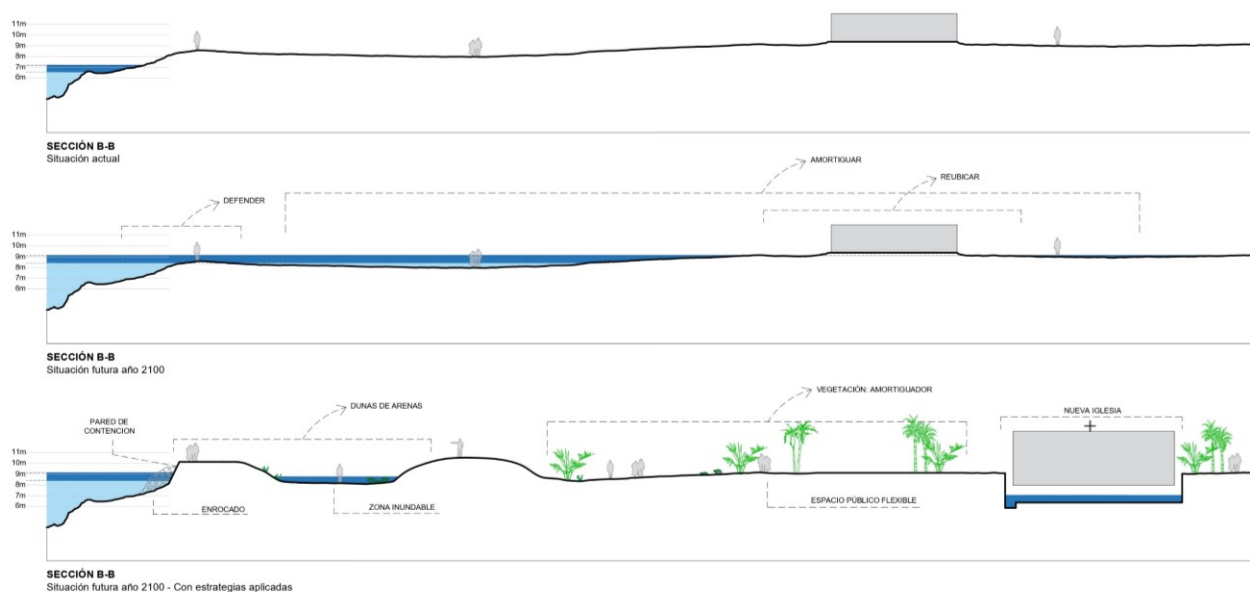 11m
10m
9m
8m
7m
6m
SECCIÓN B-B
Situación actual
AMORTIGUAR
REUBICAR
DEFENDER
11m
10m
9m
8m
7m
6m
SECCIÓN B-B
Situación futura año 2100
DUNAS DE ARENAS
VEGETACIÓN: AMORTIGUADOR
NUEVA IGLESIA
PARED DE
CONTENCION
11m
10m
9m
8m
7m
6m
ENROCADO
ZONA INUNDABLE
ESPACIO PÚBLICO FLEXIBLE
SECCIÓN B-B
Situación futura año 2100 - Con estrategias aplicadas